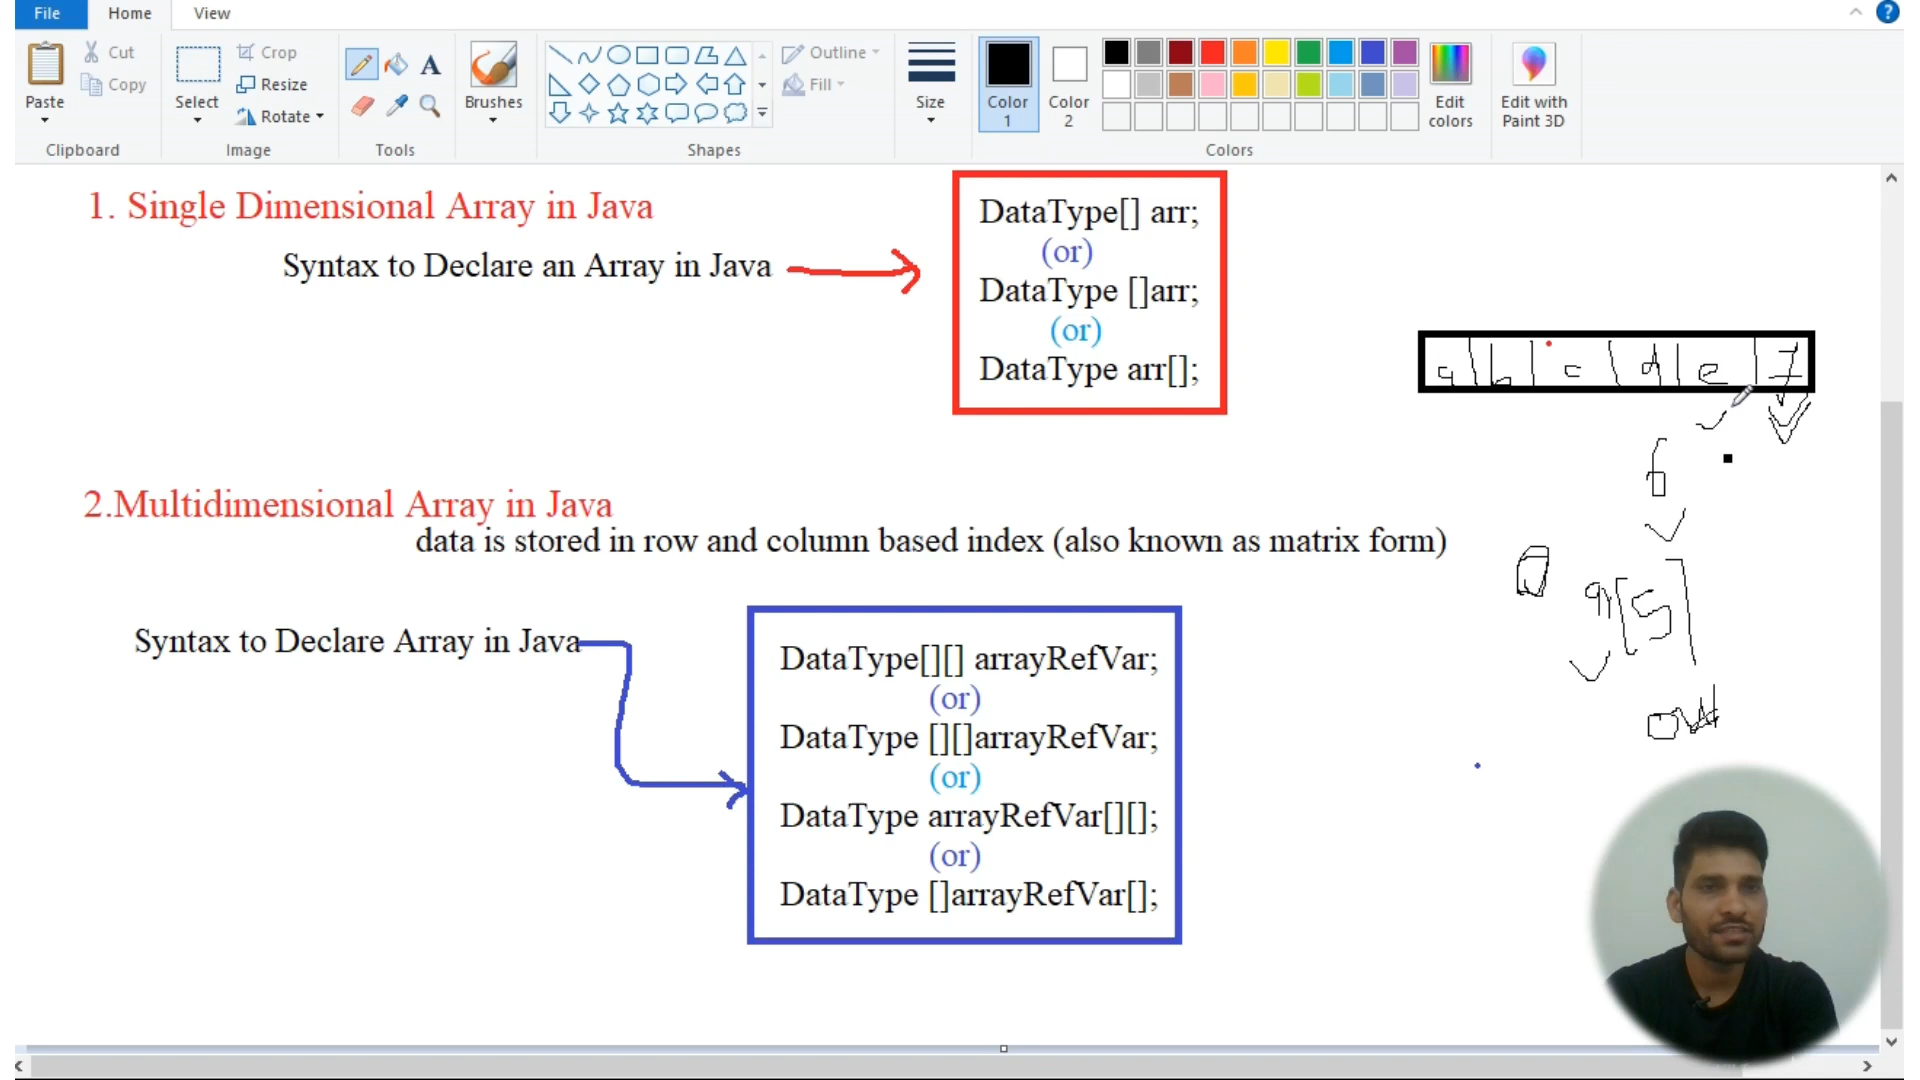 File Home View
Paste
Cut
Copy
Clipboard
Select
Crop
Resize
Rotate
Image
Tools
Brushes
Shapes
Outline
Fill
Size
Color 1
Color 2
Colors
Edit colors
Edit with Paint 3D
1. Single Dimensional Array in Java
Syntax to Declare an Array in Java
DataType[] arr;
(or)
DataType []arr;
(or)
DataType arr[];
a b c d e
6
2.Multidimensional Array in Java
data is stored in row and column based index (also known as matrix form)
Syntax to Declare Array in Java
DataType[][] arrayRefVar;
(or)
DataType [][]arrayRefVar;
(or)
DataType arrayRefVar[][];
(or)
DataType []arrayRefVar[];
0
a[5]